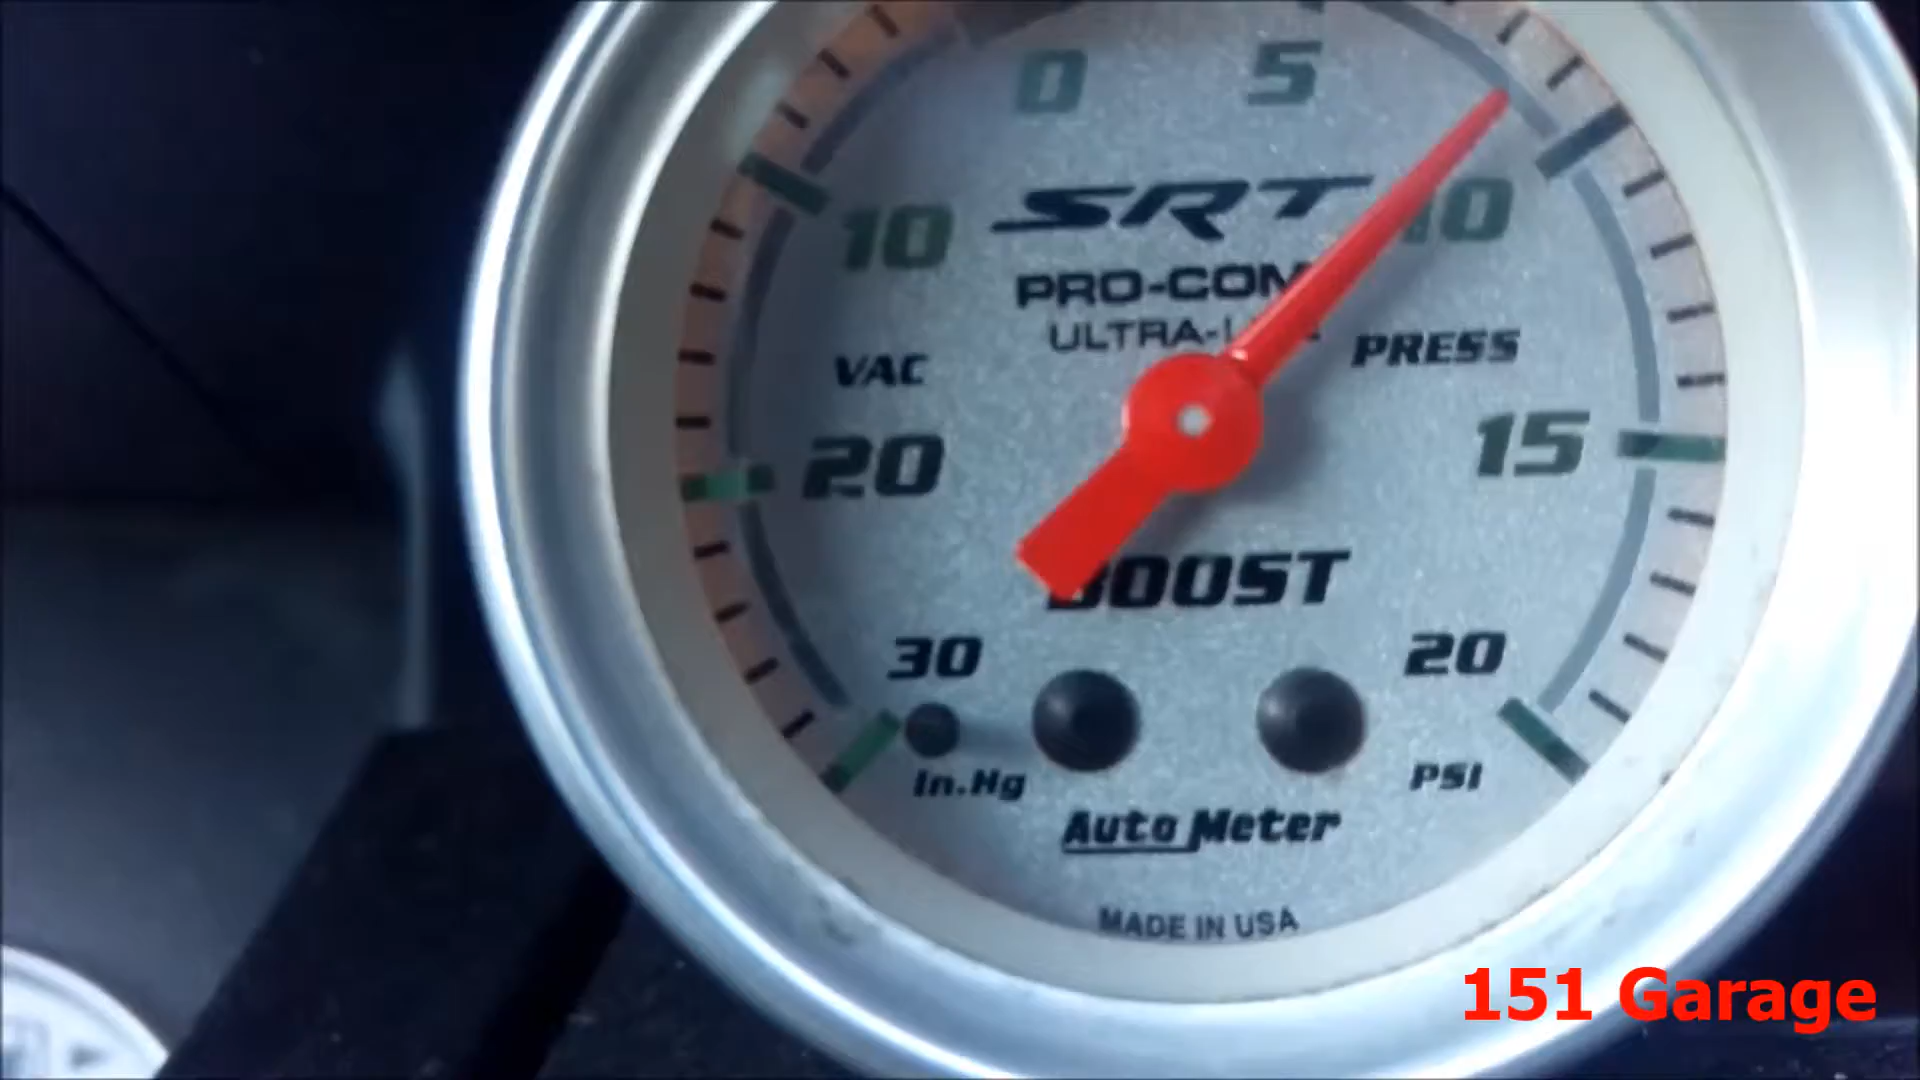 0 5
10 SRT 10
PRO-COM
ULTRA-L
VAC PRESS
20 15
BOOST
30 20
In.Hg PSI
Auto Meter
MADE IN USA
151 Garage